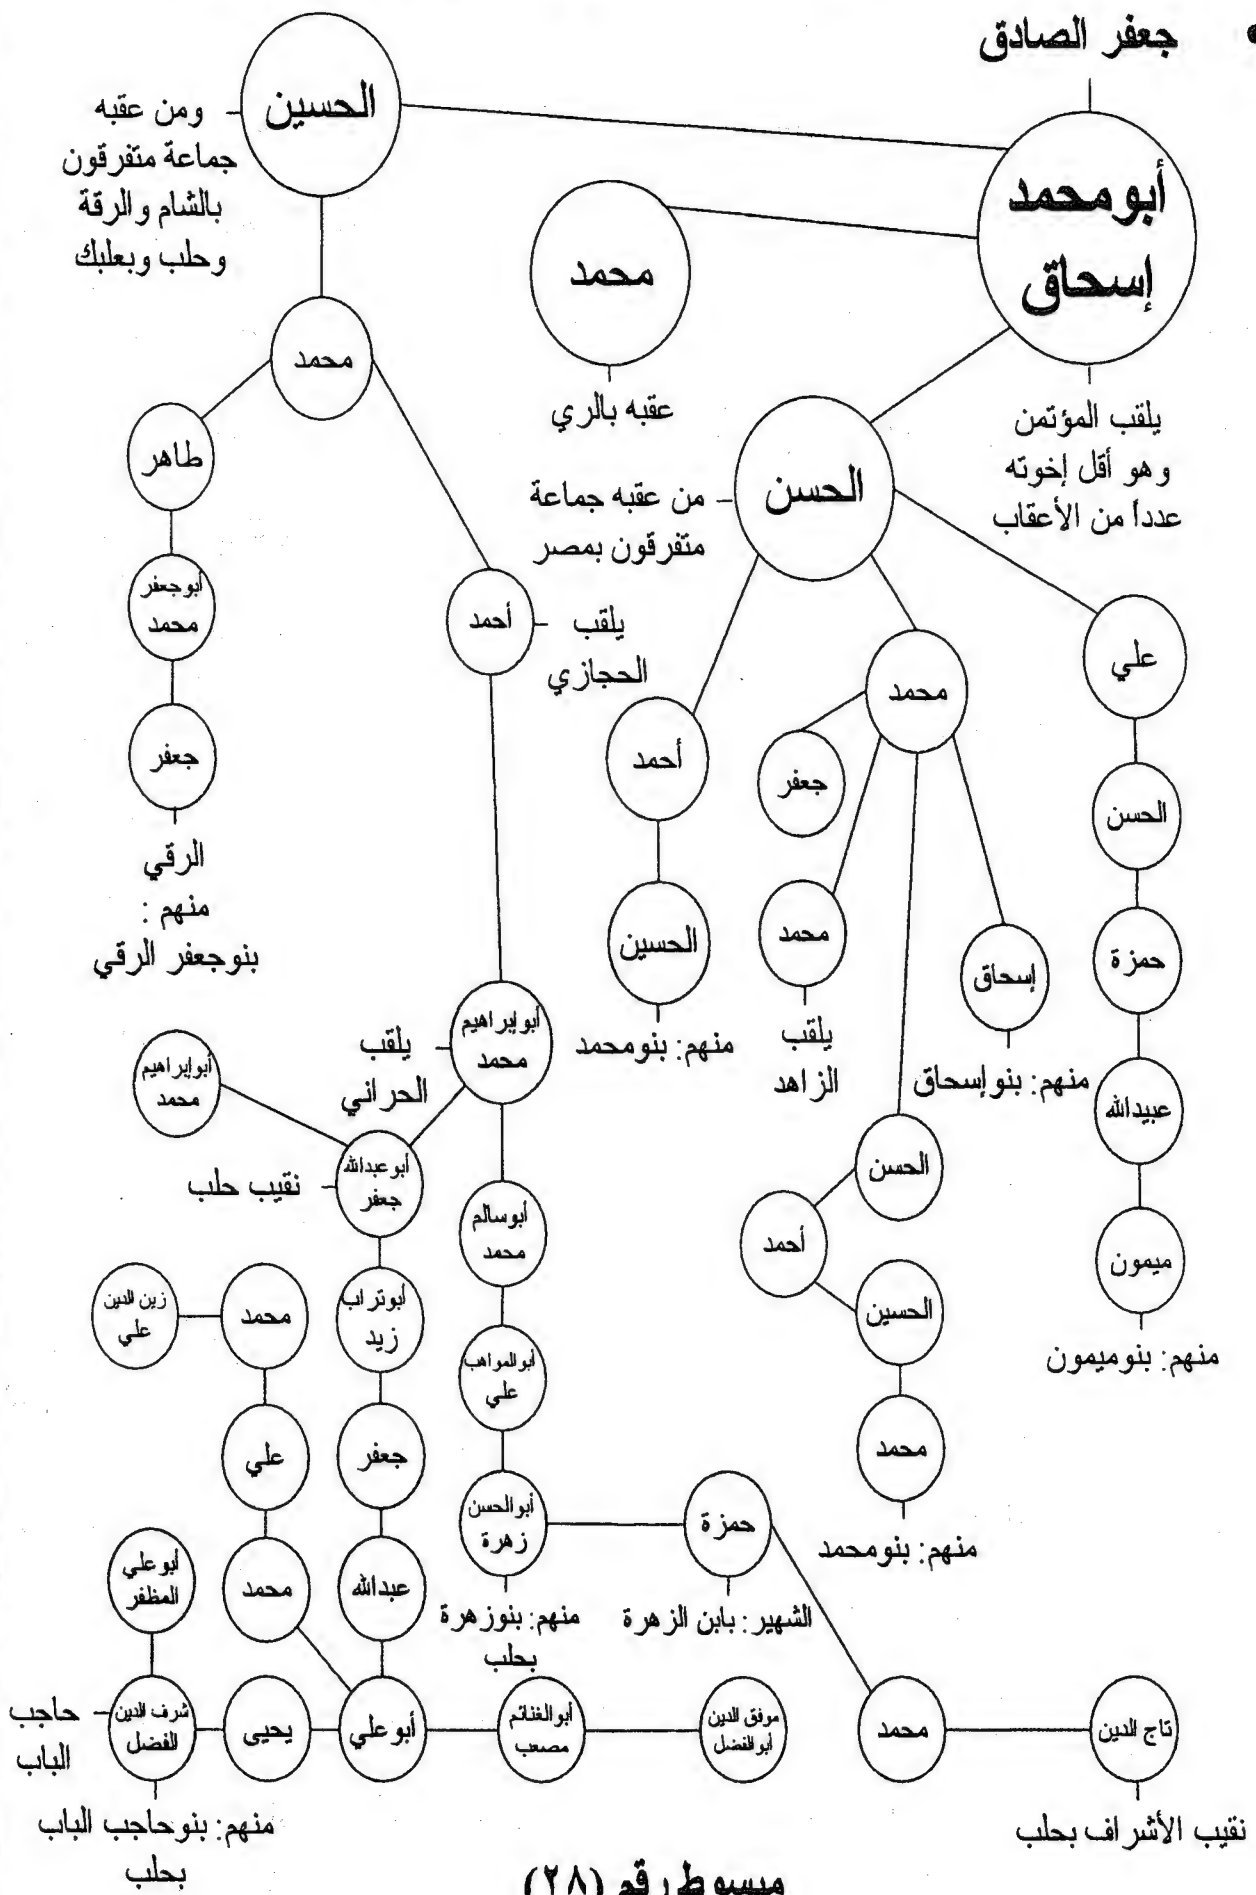 جعفر الصادق
أبو محمد
إسحاق
يلقب المؤتمن
وهو أقل إخوته
عدداً من الأعقاب
الحسين
ومن عقبه
جماعة متفرقون
بالشام والرقة
وحلب وبعلبك
محمد
عقبه بالري
الحسن
من عقبه جماعة
متفرقون بمصر
علي
الحسن
حمزة
عبيدالله
ميمون
منهم: بنوميمون
محمد
إسحاق
منهم: بنوإسحاق
الحسن
أحمد
الحسين
محمد
منهم: بنومحمد
محمد
يلقب
الزاهد
جعفر
أحمد
الحسين
منهم: بنومحمد
محمد
أحمد
يلقب
الحجازي
طاهر
أبوجعفر
محمد
جعفر
الرقي
منهم :
بنوجعفر الرقي
أبوإبراهيم
محمد
يلقب
الحراني
أبوسالم
محمد
أبوالمواهب
علي
أبوالحسن
زهرة
منهم: بنوزهرة
بحلب
حمزة
الشهير: بابن الزهرة
محمد
تاج الدين
نقيب الأشراف بحلب
أبوعبدالله
جعفر
نقيب حلب
أبوإبراهيم
محمد
أبوتراب
زيد
جعفر
عبدالله
أبوعلي
أبوالغنائم
مصعب
موفق الدين
أبوالفضل
محمد
علي
محمد
زين الدين
علي
يحيى
شرف الدين
الفضل
حاجب
الباب
منهم: بنوحاجب الباب
بحلب
أبوعلي
المظفر
مبسوط رقم (٢٨)